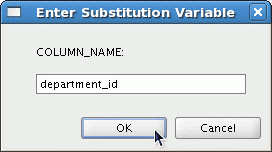 Enter Substitution Variable
COLUMN_NAME:
department_id
OK
Cancel